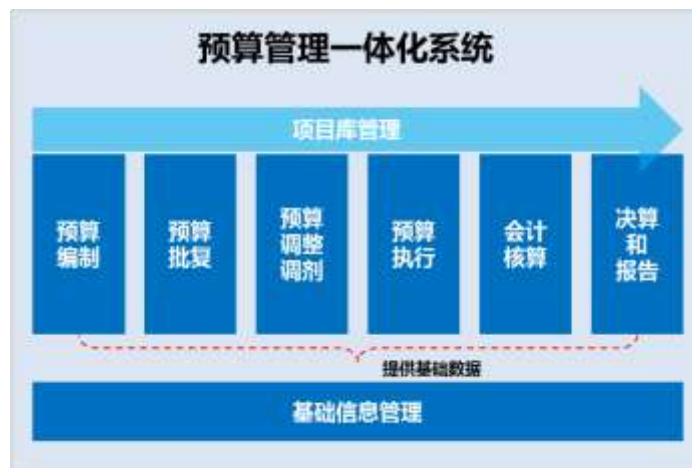 预算管理一体化系统
项目库管理
预算
编制
预算
批复
预算
调整
调剂
预算
执行
会计
核算
决算
和
报告
提供基础数据
基础信息管理